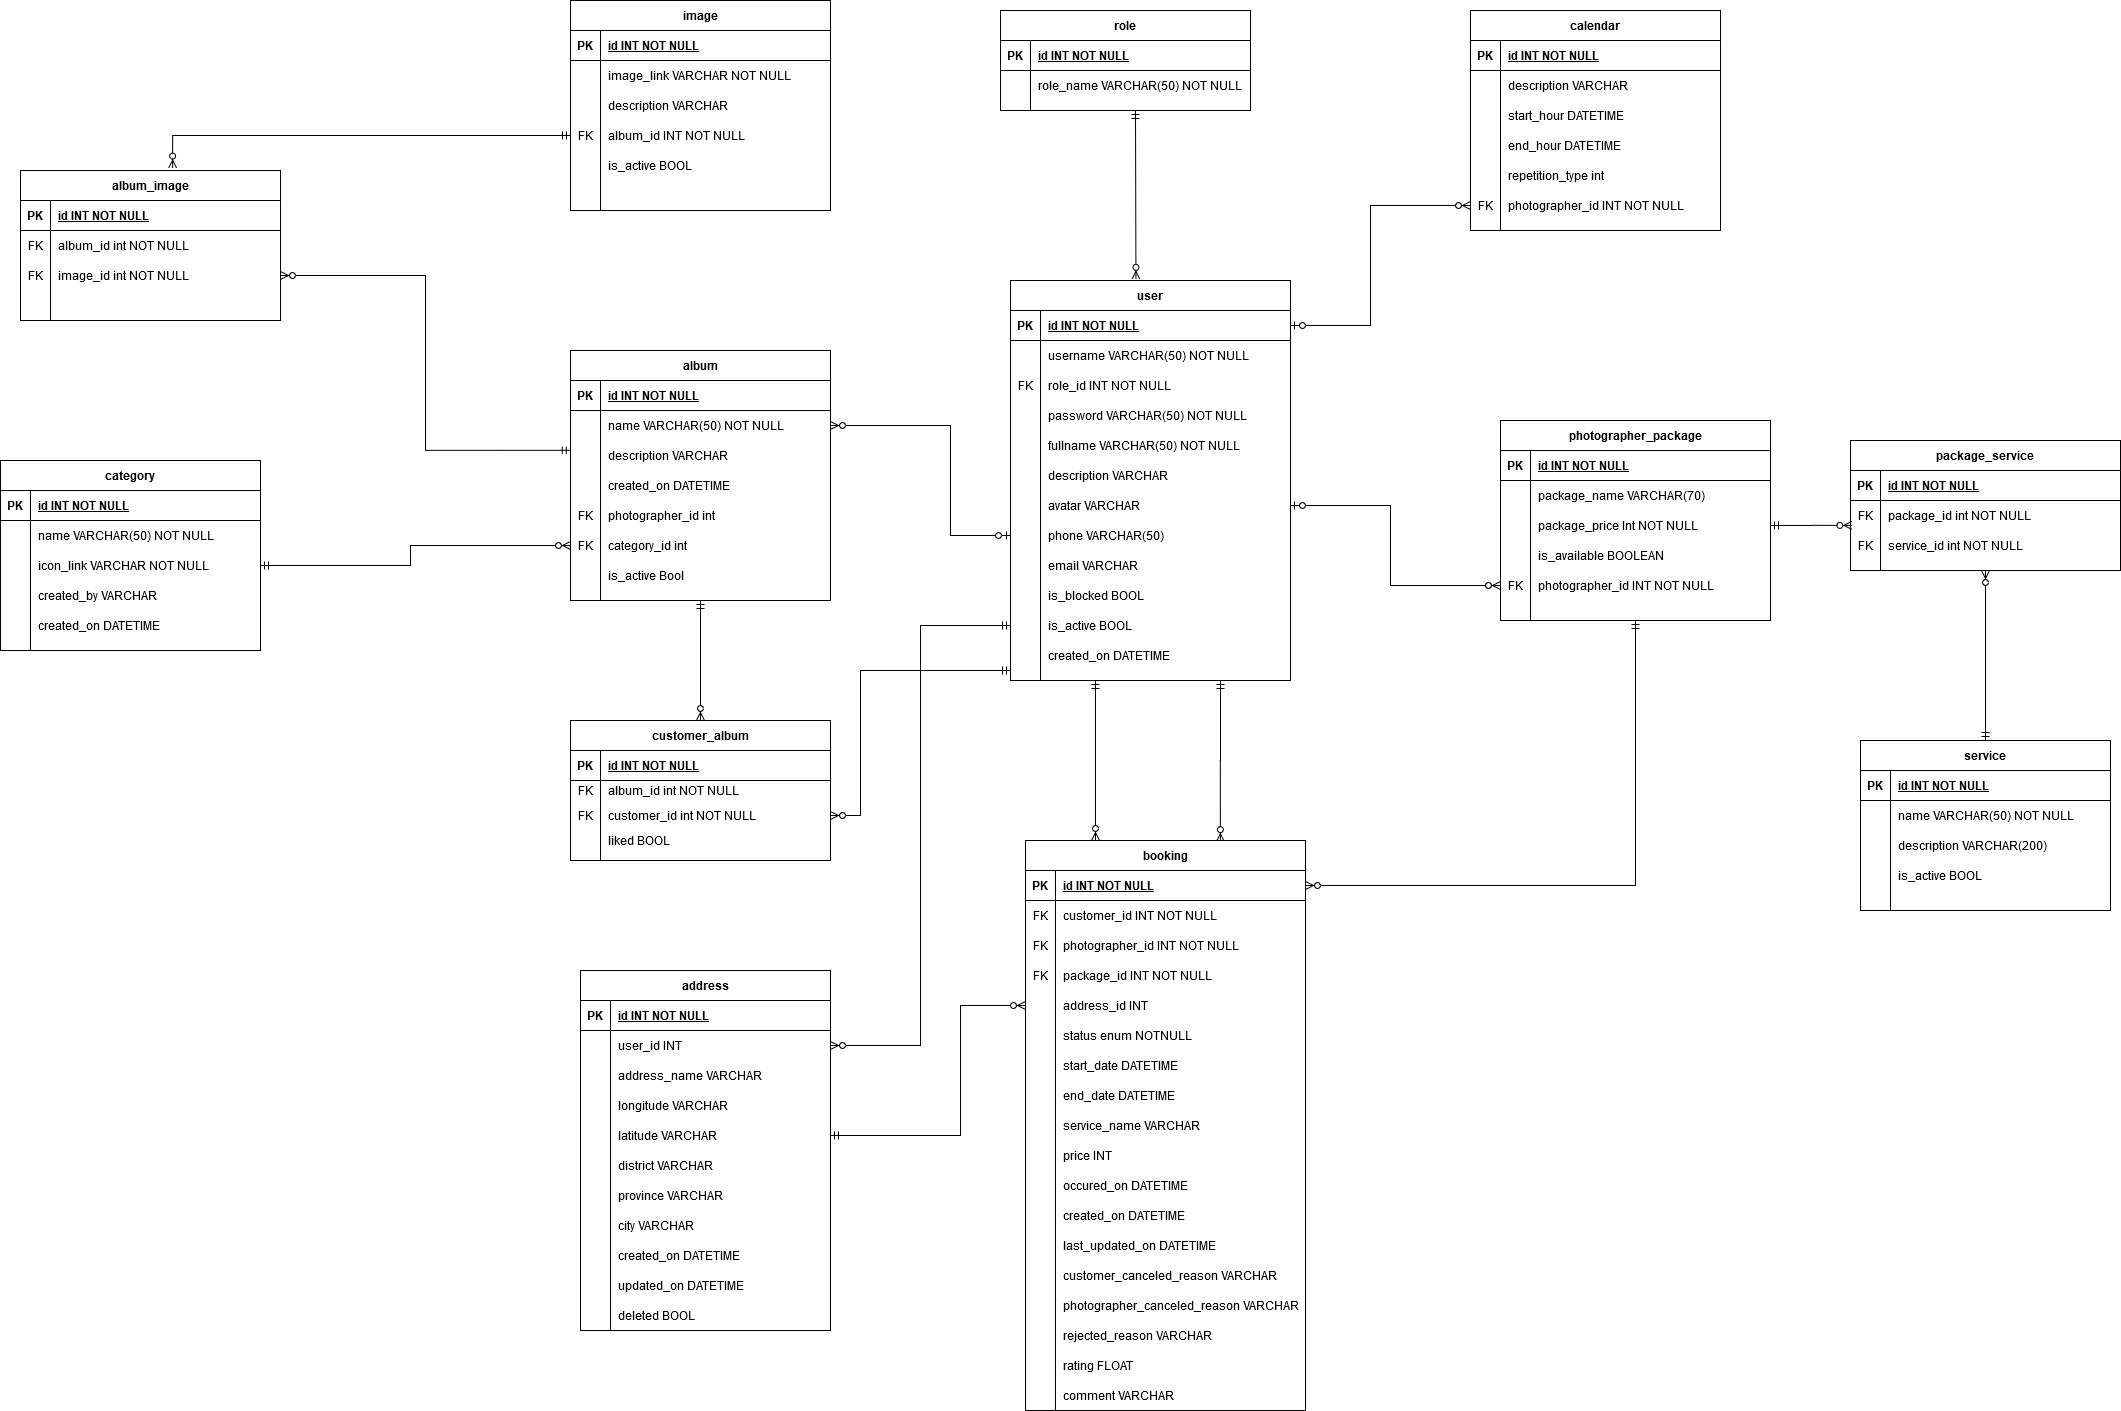 image
PK id INT NOT NULL
image_link VARCHAR NOT NULL
description VARCHAR
FK album_id INT NOT NULL
is_active BOOL
role
PK id INT NOT NULL
role_name VARCHAR(50) NOT NULL
calendar
PK id INT NOT NULL
description VARCHAR
start_hour DATETIME
end_hour DATETIME
repetition_type int
FK photographer_id INT NOT NULL
album_image
PK id INT NOT NULL
FK album_id int NOT NULL
FK image_id int NOT NULL
user
PK id INT NOT NULL
username VARCHAR(50) NOT NULL
FK role_id INT NOT NULL
password VARCHAR(50) NOT NULL
fullname VARCHAR(50) NOT NULL
description VARCHAR
avatar VARCHAR
phone VARCHAR(50)
email VARCHAR
is_blocked BOOL
is_active BOOL
created_on DATETIME
album
PK id INT NOT NULL
name VARCHAR(50) NOT NULL
description VARCHAR
created_on DATETIME
FK photographer_id int
FK category_id int
is_active Bool
category
PK id INT NOT NULL
name VARCHAR(50) NOT NULL
icon_link VARCHAR NOT NULL
created_by VARCHAR
created_on DATETIME
photographer_package
PK id INT NOT NULL
package_name VARCHAR(70)
package_price Int NOT NULL
is_available BOOLEAN
FK photographer_id INT NOT NULL
package_service
PK id INT NOT NULL
FK package_id int NOT NULL
FK service_id int NOT NULL
customer_album
PK id INT NOT NULL
FK album_id int NOT NULL
FK customer_id int NOT NULL
liked BOOL
service
PK id INT NOT NULL
name VARCHAR(50) NOT NULL
description VARCHAR(200)
is_active BOOL
booking
PK id INT NOT NULL
FK customer_id INT NOT NULL
FK photographer_id INT NOT NULL
FK package_id INT NOT NULL
address_id INT
status enum NOTNULL
start_date DATETIME
end_date DATETIME
service_name VARCHAR
price INT
occured_on DATETIME
created_on DATETIME
last_updated_on DATETIME
customer_canceled_reason VARCHAR
photographer_canceled_reason VARCHAR
rejected_reason VARCHAR
rating FLOAT
comment VARCHAR
address
PK id INT NOT NULL
user_id INT
address_name VARCHAR
longitude VARCHAR
latitude VARCHAR
district VARCHAR
province VARCHAR
city VARCHAR
created_on DATETIME
updated_on DATETIME
deleted BOOL